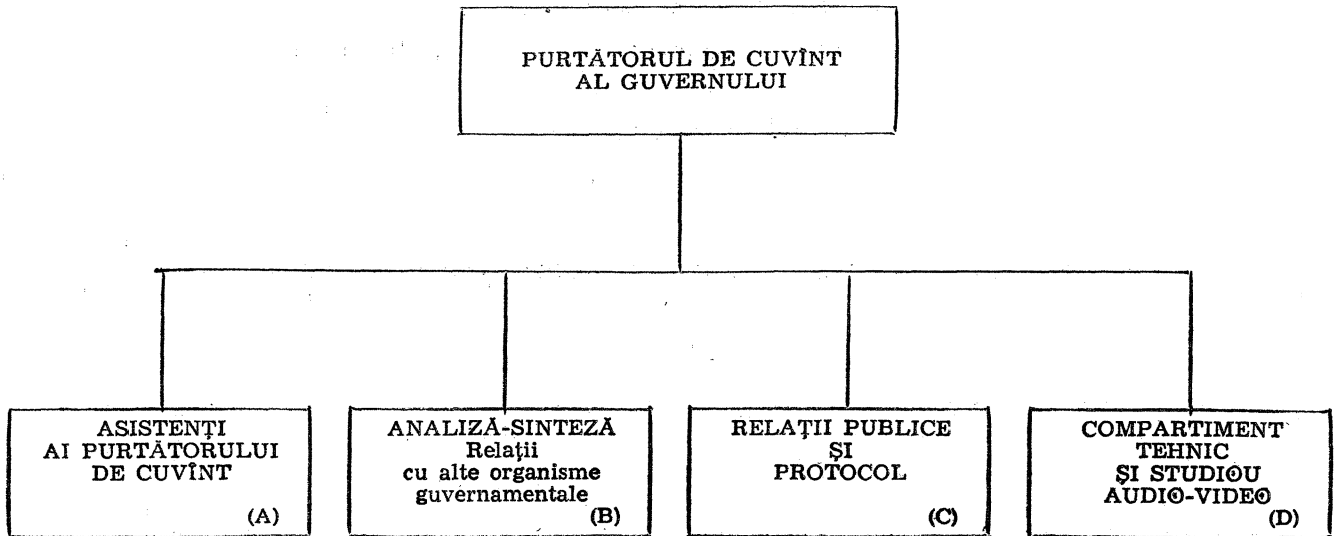 PURTĂTORUL DE CUVÎNT
AL GUVERNULUI
ASISTENȚI
AI PURTĂTORULUI
DE CUVÎNT
(A)
ANALIZĂ-SINTEZĂ
Relații
cu alte organisme
guvernamentale
(B)
RELAȚII PUBLICE
ȘI
PROTOCOL
(C)
COMPARTIMENT
TEHNIC
ȘI STUDIOU
AUDIO-VIDEO
(D)